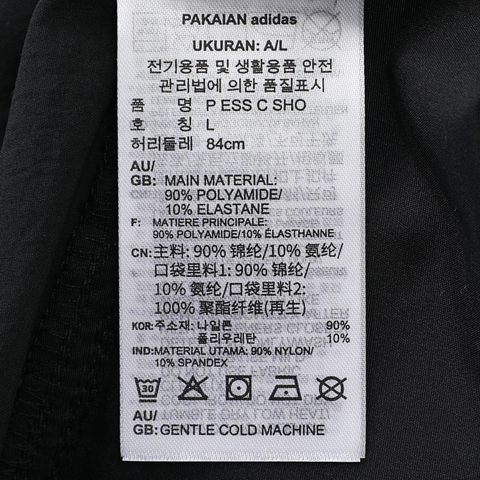 PAKAIAN adidas
UKURAN: A/L
전기용품 및 생활용품 안전
관리법에 의한 품질표시
품 명 P ESS C SHO
호 칭 L
허리둘레 84cm
AU/
GB: MAIN MATERIAL:
90% POLYAMIDE/
10% ELASTANE
F: MATIERE PRINCIPALE:
90% POLYAMIDE/10% ÉLASTHANNE
CN: 主料: 90% 锦纶/10% 氨纶/
口袋里料1: 90% 锦纶/
10% 氨纶/口袋里料2:
100% 聚酯纤维(再生)
KOR: 주소재: 나일론 90%
폴리우레탄 10%
IND: MATERIAL UTAMA: 90% NYLON/
10% SPANDEX
30
AU/
GB: GENTLE COLD MACHINE